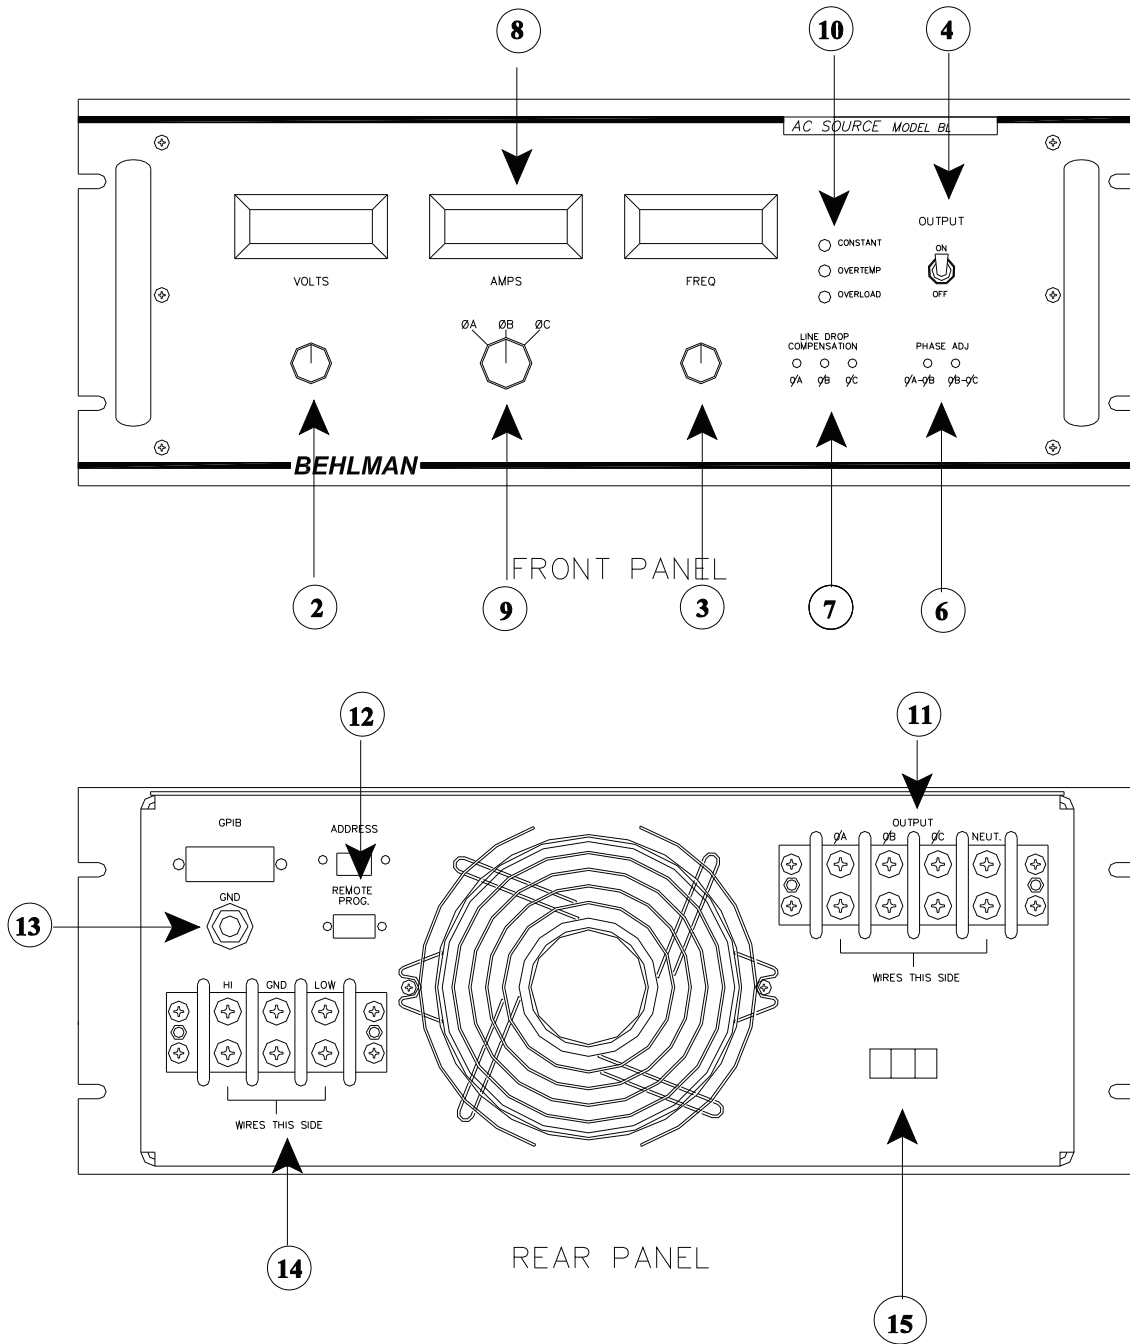 8
10
4
AC SOURCE MODEL BL
OUTPUT
CONSTANT
ON
OVERTEMP
VOLTS
AMPS
FREQ
OVERLOAD
OFF
ØA ØB ØC
LINE DROP
COMPENSATION
PHASE ADJ
ØA ØB ØC
ØA-ØB ØB-ØC
BEHLMAN
FRONT PANEL
2
9
3
7
6
12
11
GPIB
ADDRESS
OUTPUT
ØA ØB ØC NEUT.
REMOTE
PROG.
GND
13
WIRES THIS SIDE
HI GND LOW
WIRES THIS SIDE
REAR PANEL
14
15